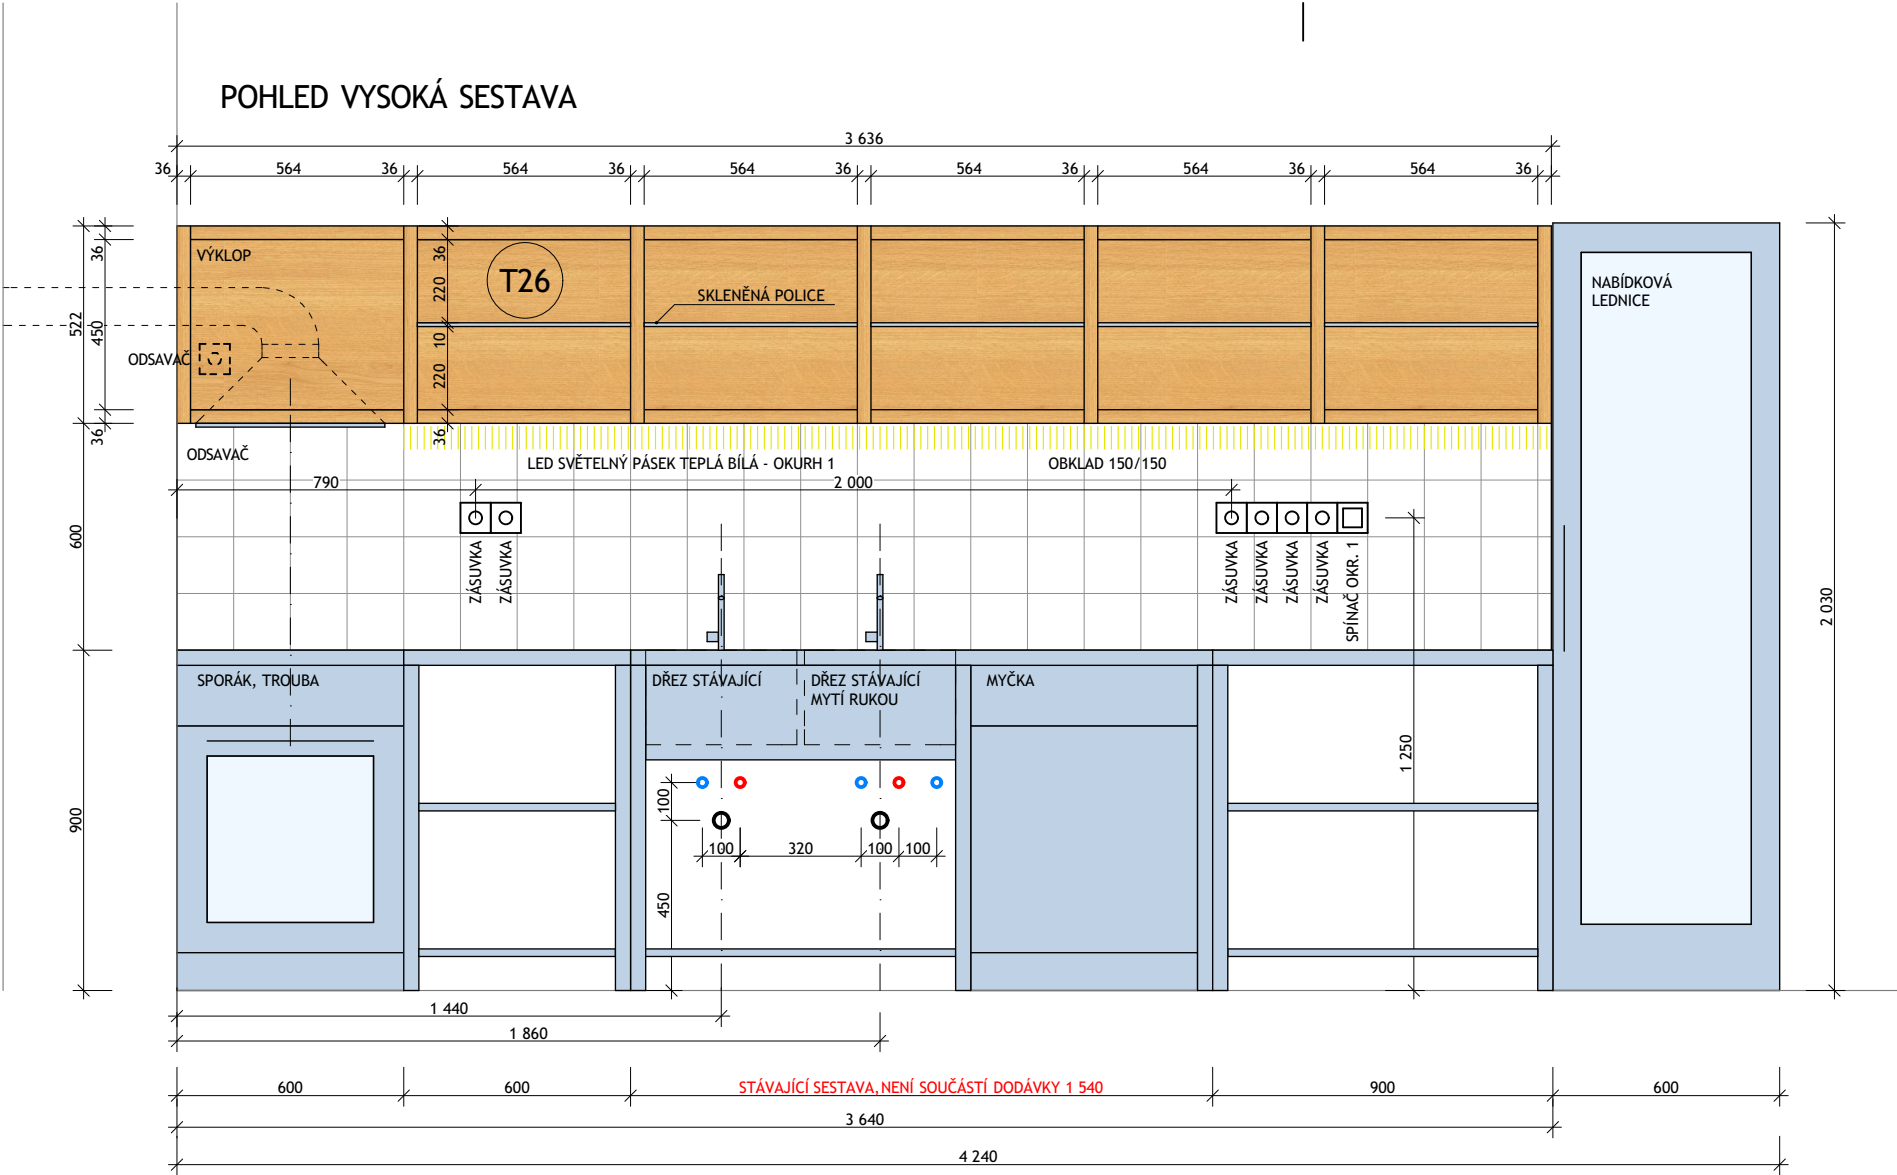 POHLED VYSOKÁ SESTAVA
3 636
36 564 36 564 36 564 36 564 36 564 36 564 36
VÝKLOP
T26
SKLENĚNÁ POLICE
NABÍDKOVÁ
LEDNICE
36
450
36
522
36
220
10
220
36
ODSAVAČ
ODSAVAČ
LED SVĚTELNÝ PÁSEK TEPLÁ BÍLÁ - OKURH 1
OBKLAD 150/150
790
2 000
600
ZÁSUVKA
ZÁSUVKA
ZÁSUVKA
ZÁSUVKA
ZÁSUVKA
ZÁSUVKA
SPÍNAČ OKR. 1
2 030
SPORÁK, TROUBA
DŘEZ STÁVAJÍCÍ
DŘEZ STÁVAJÍCÍ
MYTÍ RUKOU
MYČKA
1 250
900
100
100 320 100 100
450
1 440
1 860
600 600 STÁVAJÍCÍ SESTAVA, NENÍ SOUČÁSTÍ DODÁVKY 1 540 900 600
3 640
4 240